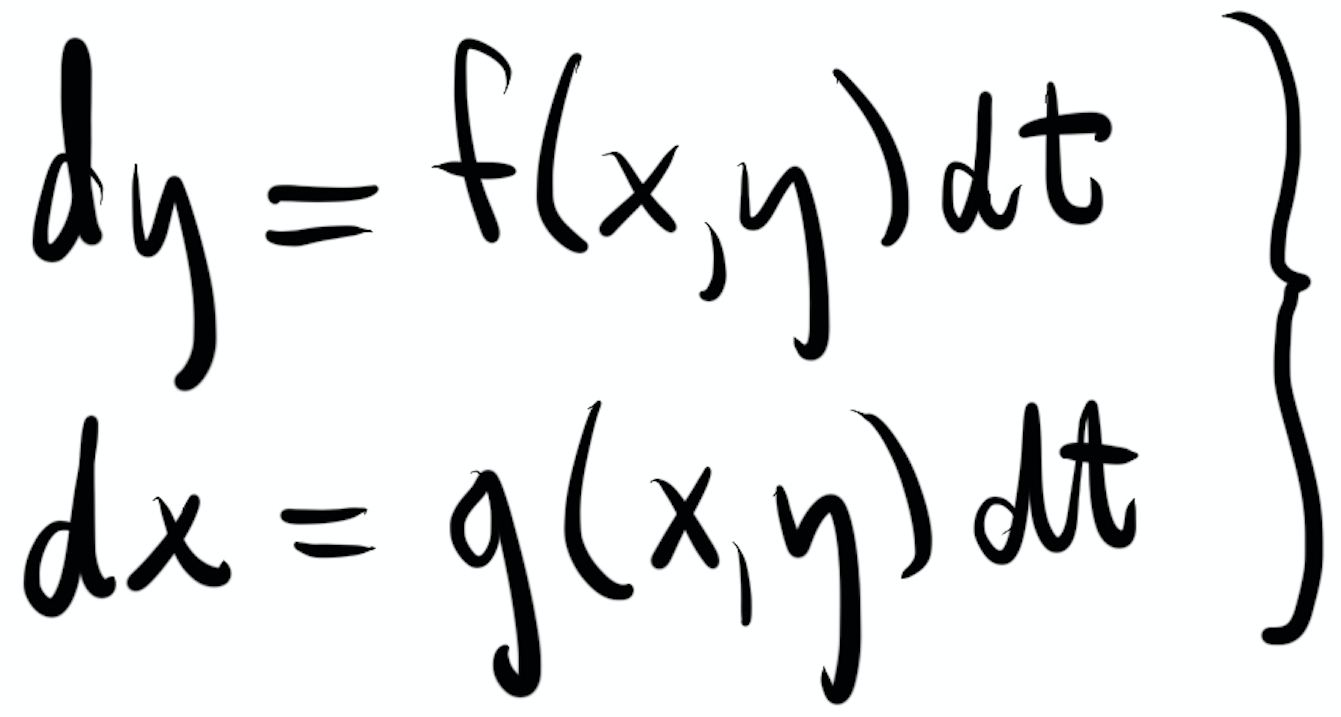 dy = f(x,y)dt }
dx = g(x,y)dt